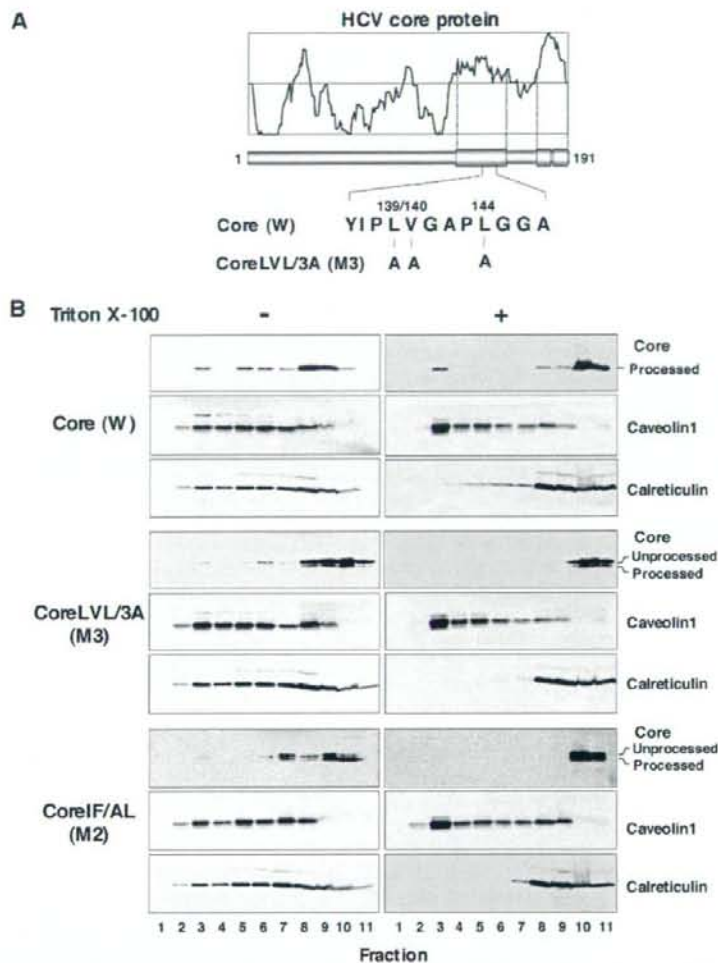 A
HCV core protein
1
191
139/140 144
Core (W) Y I P L V G A P L G G A
CoreLVL/3A (M3) A A A
B
Triton X-100 - +
Core
Processed
Core (W)
Caveolin1
Calreticulin
Core
Unprocessed
Processed
CoreLVL/3A
(M3)
Caveolin1
Calreticulin
Core
Unprocessed
Processed
CoreIF/AL
(M2)
Caveolin1
Calreticulin
1 2 3 4 5 6 7 8 9 10 11 1 2 3 4 5 6 7 8 9 10 11
Fraction